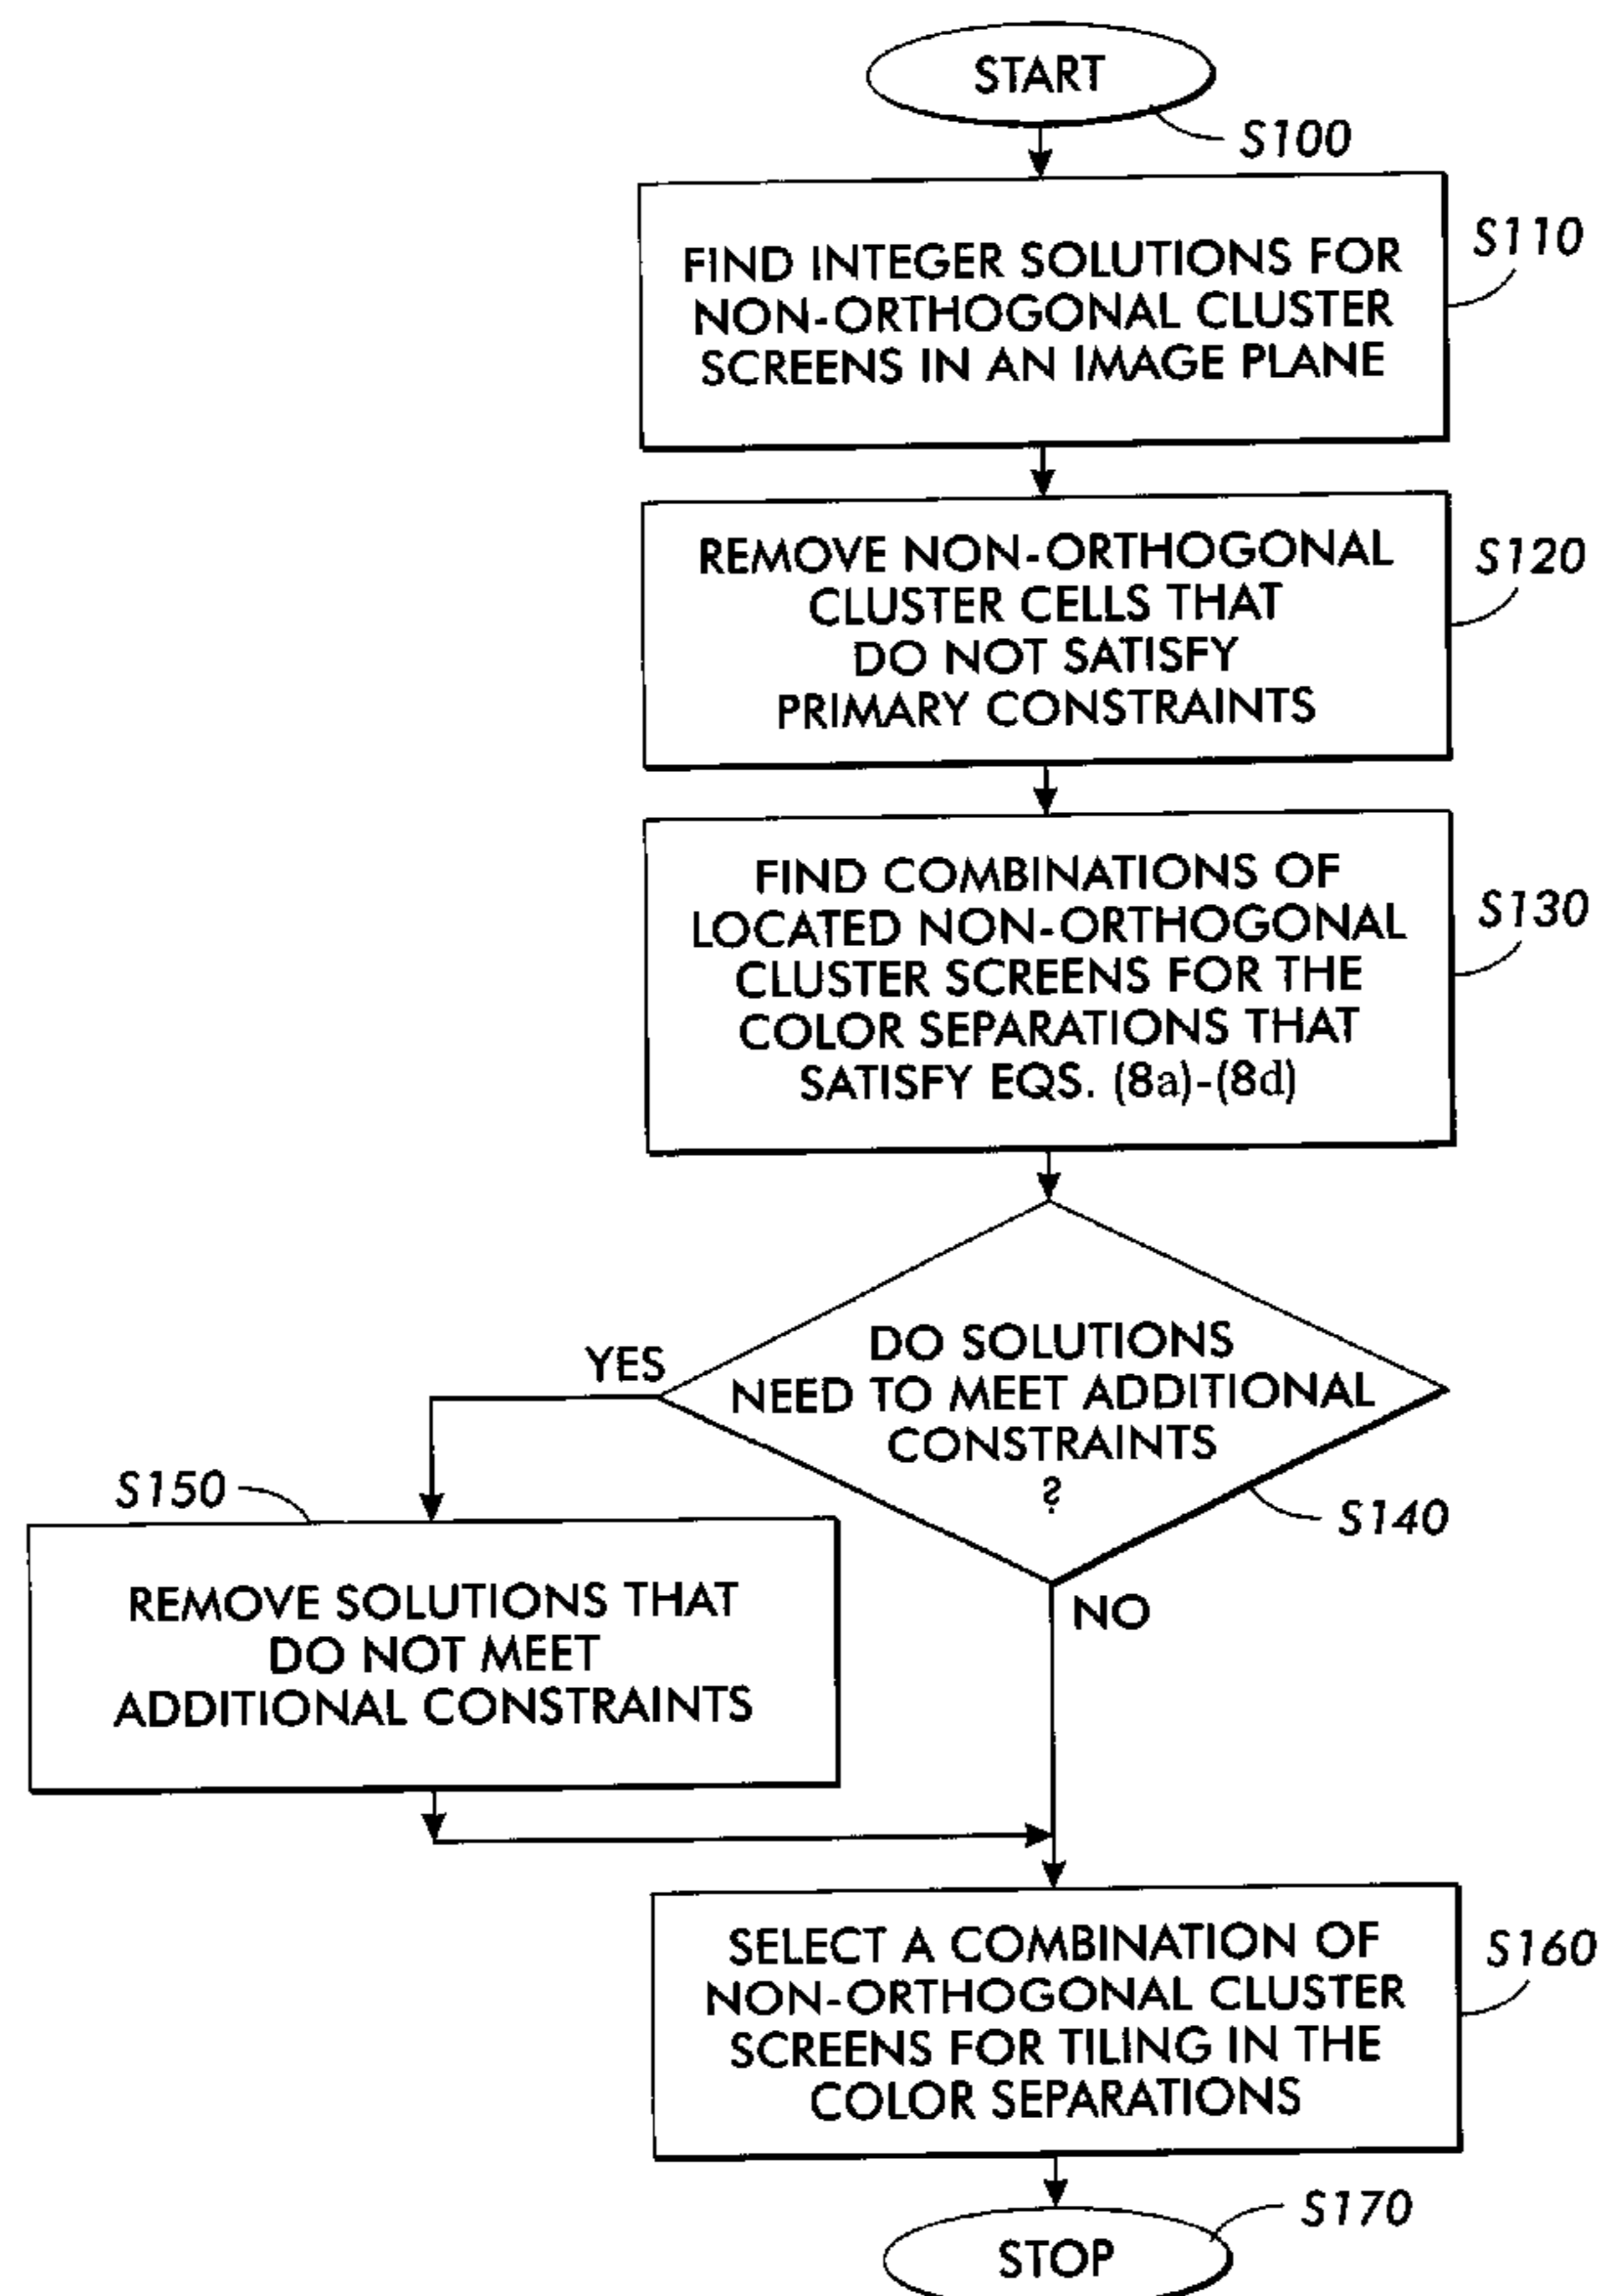 START
S100
FIND INTEGER SOLUTIONS FOR
NON-ORTHOGONAL CLUSTER
SCREENS IN AN IMAGE PLANE
S110
REMOVE NON-ORTHOGONAL
CLUSTER CELLS THAT
DO NOT SATISFY
PRIMARY CONSTRAINTS
S120
FIND COMBINATIONS OF
LOCATED NON-ORTHOGONAL
CLUSTER SCREENS FOR THE
COLOR SEPARATIONS THAT
SATISFY EQS. (8a)-(8d)
S130
DO SOLUTIONS
NEED TO MEET ADDITIONAL
CONSTRAINTS
?
S140
YES
NO
S150
REMOVE SOLUTIONS THAT
DO NOT MEET
ADDITIONAL CONSTRAINTS
SELECT A COMBINATION OF
NON-ORTHOGONAL CLUSTER
SCREENS FOR TILING IN THE
COLOR SEPARATIONS
S160
STOP
S170